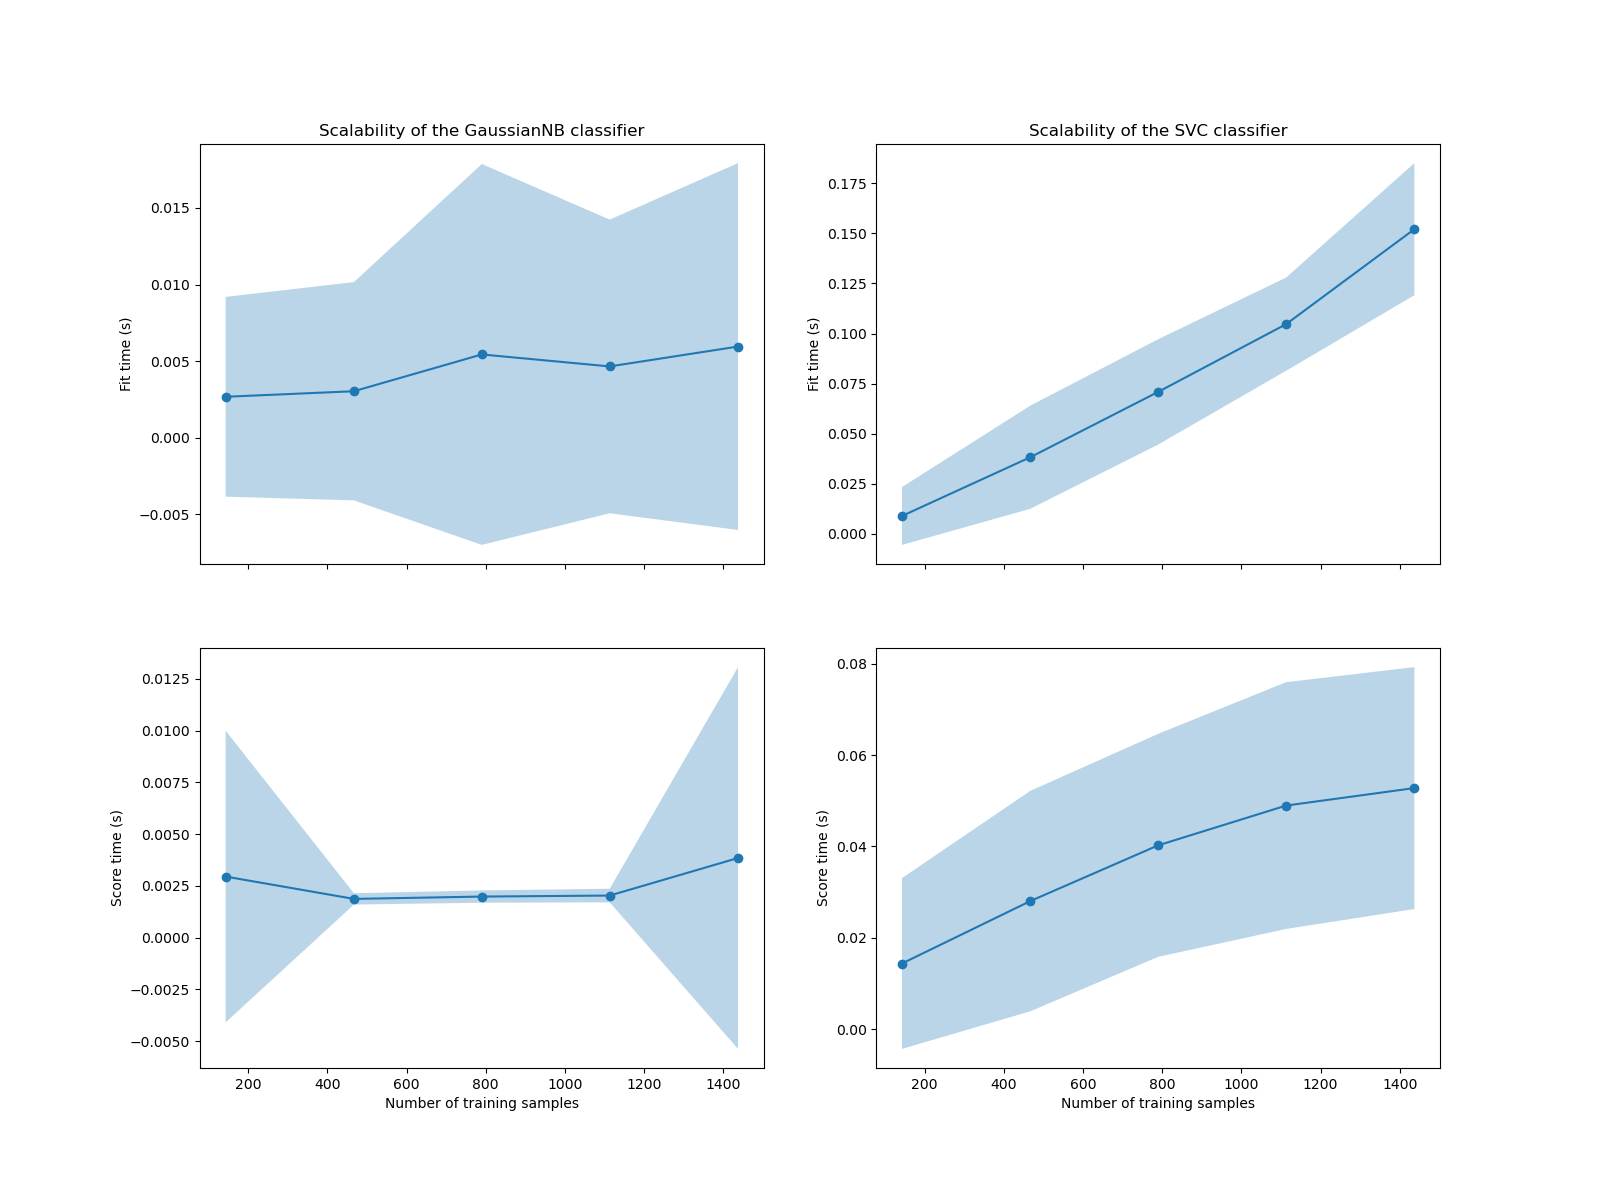 Scalability of the GaussianNB classifier
Fit time (s)
0.015
0.010
0.005
0.000
−0.005
Scalability of the SVC classifier
Fit time (s)
0.175
0.150
0.125
0.100
0.075
0.050
0.025
0.000
Score time (s)
0.0125
0.0100
0.0075
0.0050
0.0025
0.0000
−0.0025
−0.0050
200 400 600 800 1000 1200 1400
Number of training samples
Score time (s)
0.08
0.06
0.04
0.02
0.00
200 400 600 800 1000 1200 1400
Number of training samples